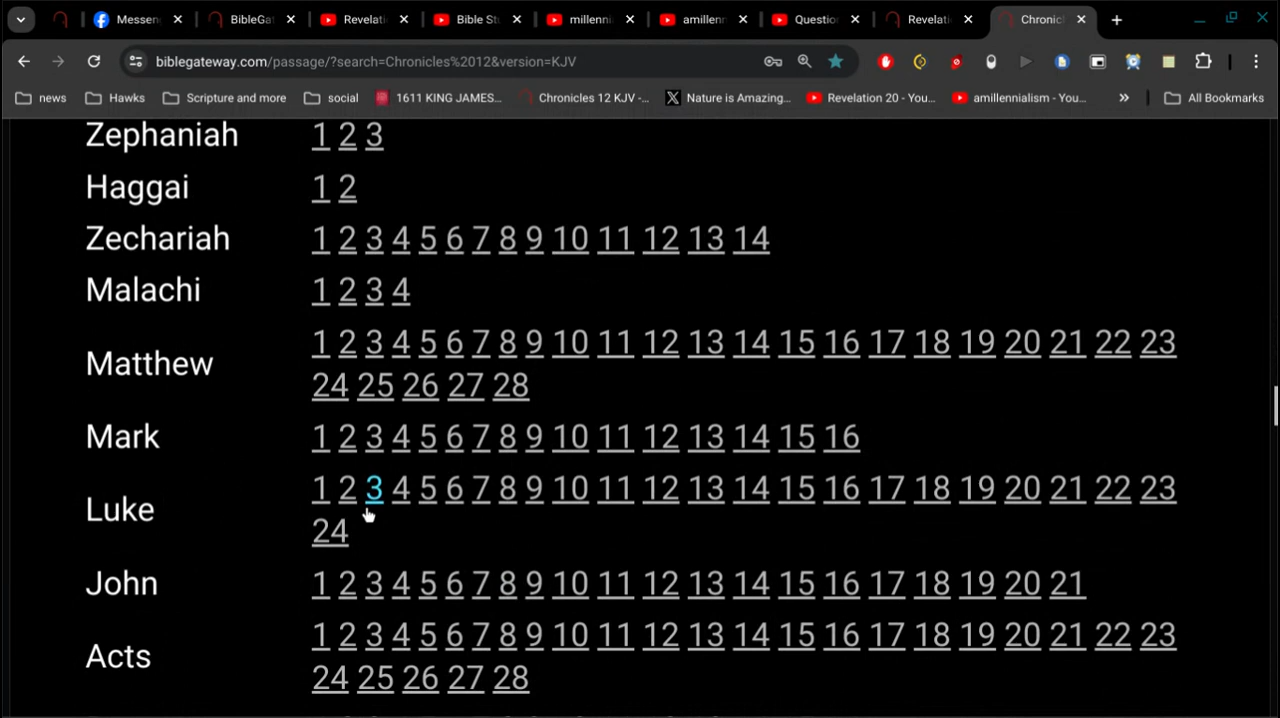 Messen BibleGat Revelati Bible Stu millenni amillenn Questio Revelati Chronic
biblegateway.com/passage/?search=Chronicles%2012&version=KJV
news Hawks Scripture and more social 1611 KING JAMES... Chronicles 12 KJV -... Nature is Amazing... Revelation 20 - You... amillennialism - You... » All Bookmarks
Zephaniah 1 2 3
Haggai 1 2
Zechariah 1 2 3 4 5 6 7 8 9 10 11 12 13 14
Malachi 1 2 3 4
Matthew 1 2 3 4 5 6 7 8 9 10 11 12 13 14 15 16 17 18 19 20 21 22 23
24 25 26 27 28
Mark 1 2 3 4 5 6 7 8 9 10 11 12 13 14 15 16
Luke 1 2 3 4 5 6 7 8 9 10 11 12 13 14 15 16 17 18 19 20 21 22 23
24
John 1 2 3 4 5 6 7 8 9 10 11 12 13 14 15 16 17 18 19 20 21
Acts 1 2 3 4 5 6 7 8 9 10 11 12 13 14 15 16 17 18 19 20 21 22 23
24 25 26 27 28